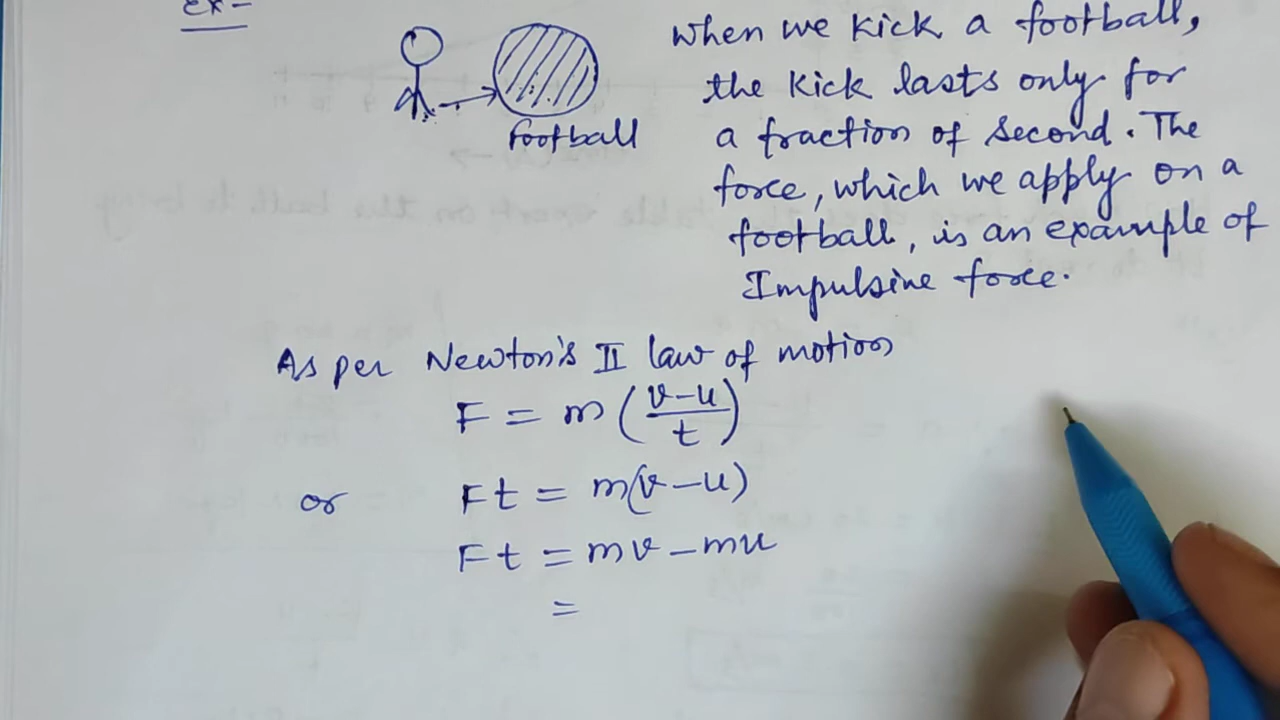 Ex-
When we kick a football,
the kick lasts only for
football
a fraction of second. The
force, which we apply on a
football, is an example of
Impulsine force.
As per Newton's II law of motion
F = m (v-u/t)
or Ft = m(v-u)
Ft = mv - mu
=